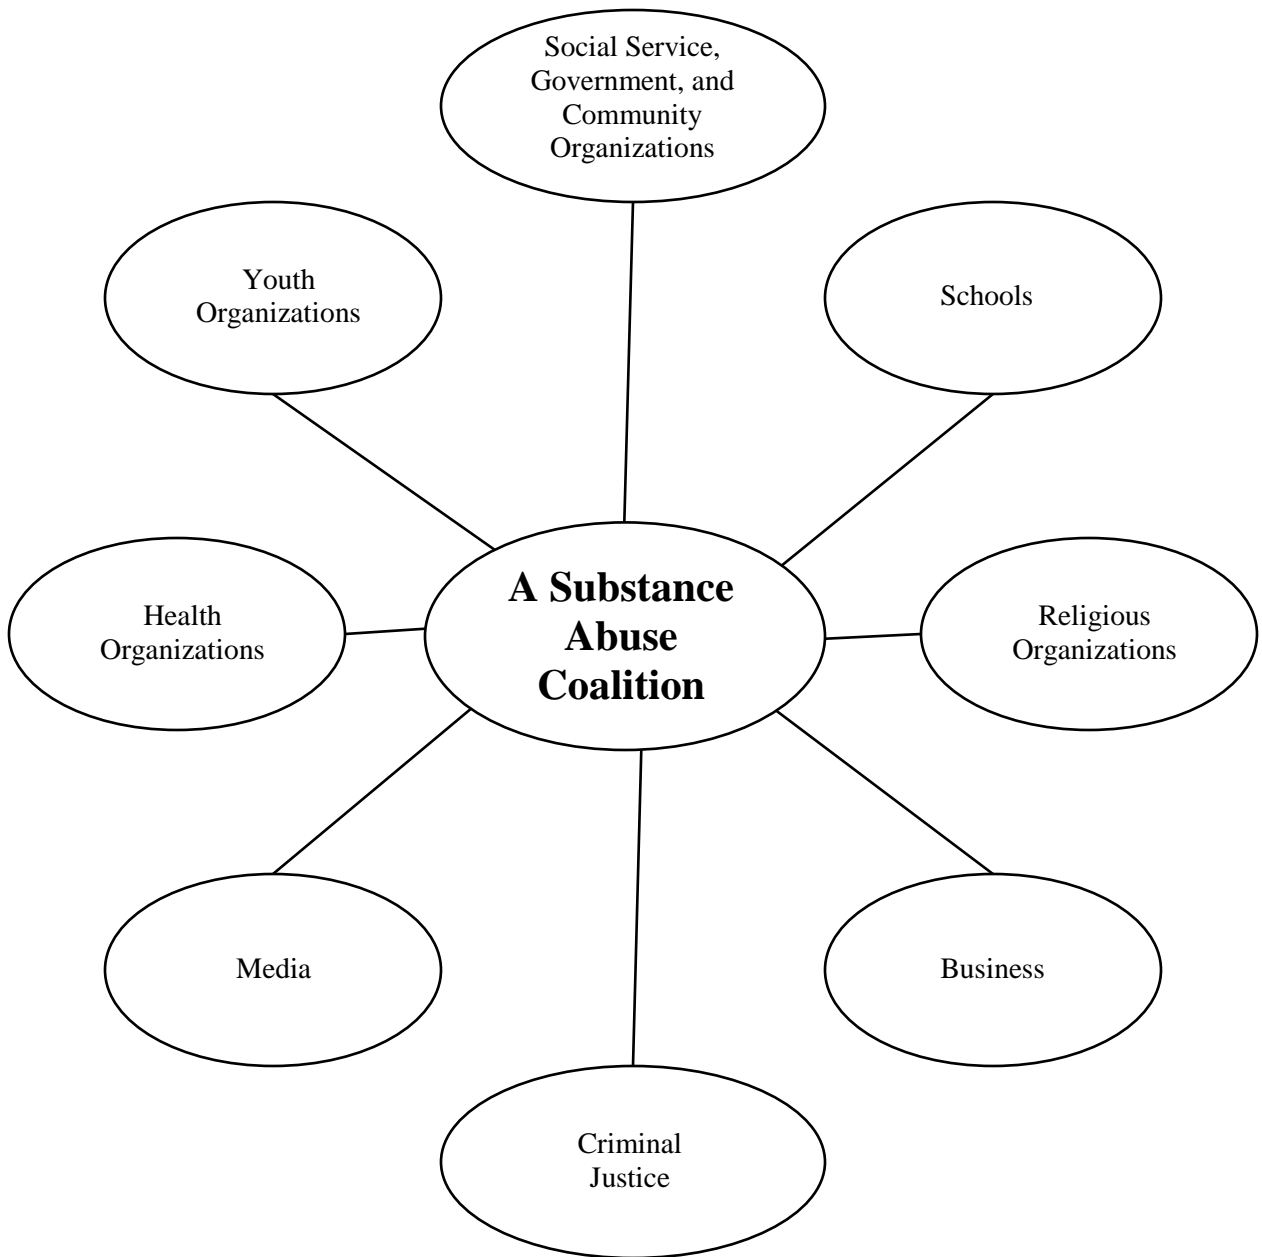 Social Service,
Government, and
Community
Organizations
Youth
Organizations
Schools
Health
Organizations
A Substance
Abuse
Coalition
Religious
Organizations
Media
Business
Criminal
Justice